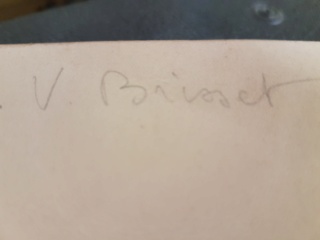 . V. Brisset